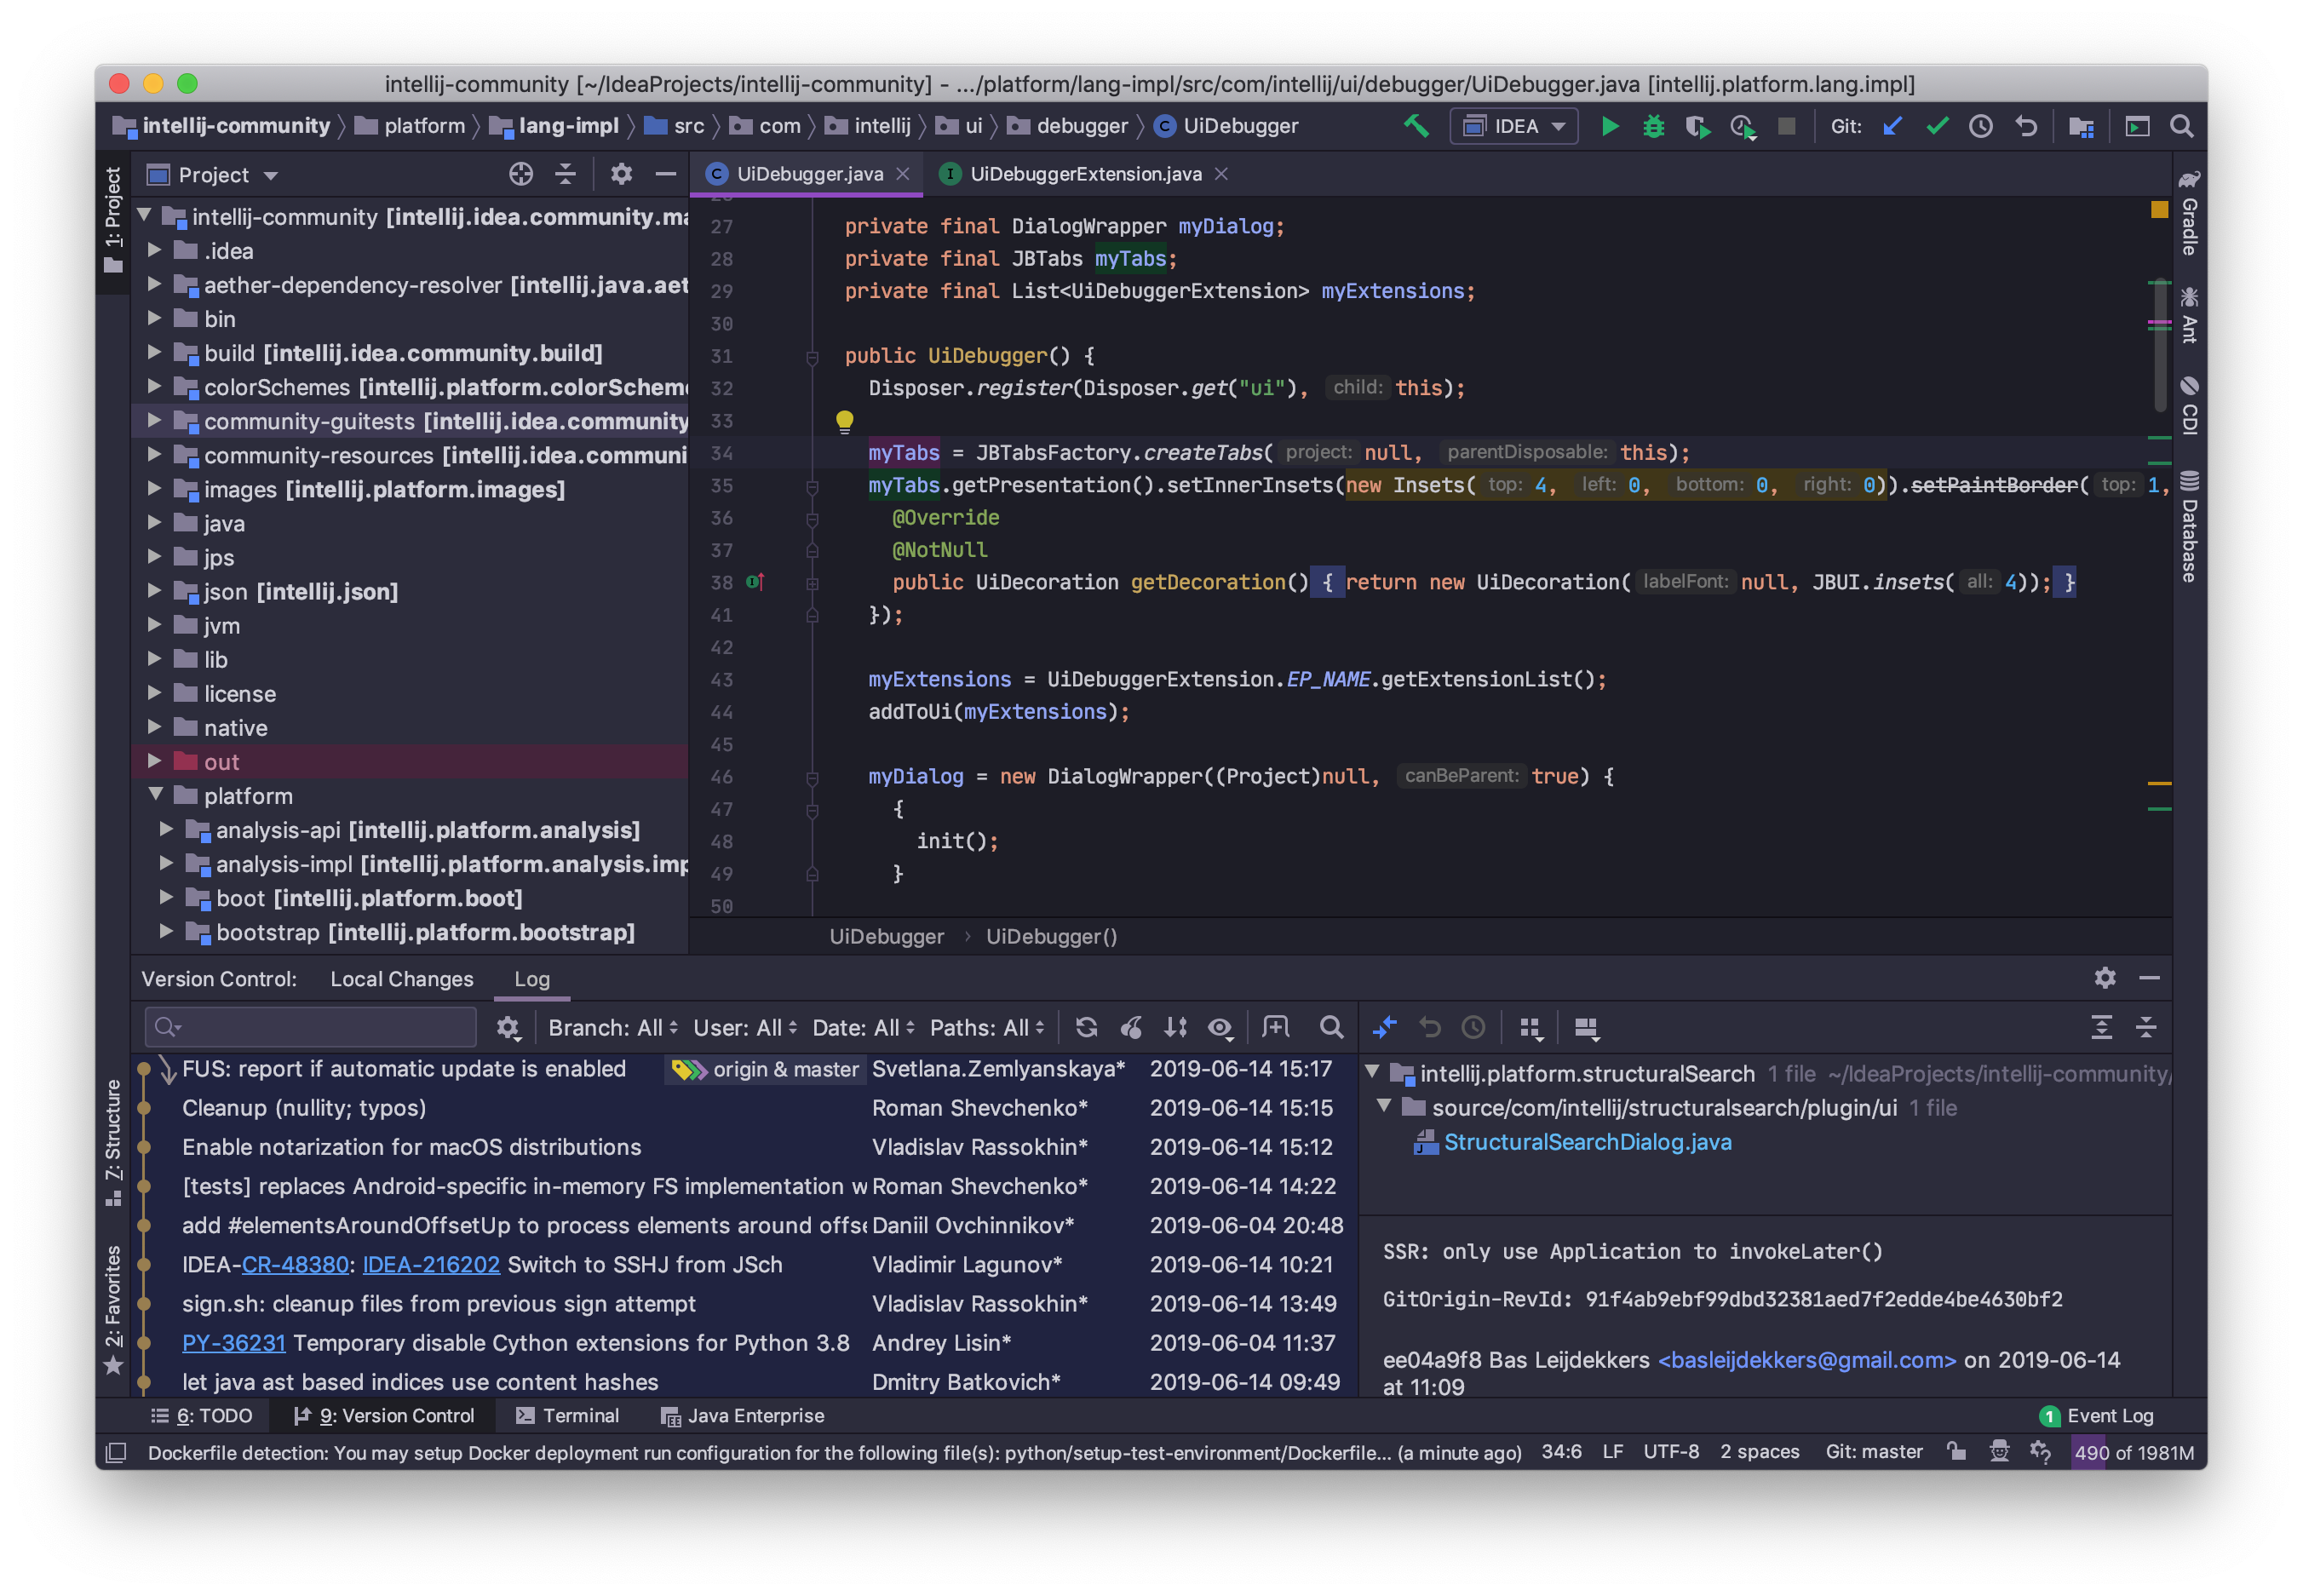 intellij-community [~/IdeaProjects/intellij-community] - .../platform/lang-impl/src/com/intellij/ui/debugger/UiDebugger.java [intellij.platform.lang.impl]
intellij-community platform lang-impl src com intellij ui debugger UiDebugger IDEA Git:
1: Project
Project
intellij-community [intellij.idea.community.ma
.idea
aether-dependency-resolver [intellij.java.aet
bin
build [intellij.idea.community.build]
colorSchemes [intellij.platform.colorScheme
community-guitests [intellij.idea.community
community-resources [intellij.idea.communi
images [intellij.platform.images]
java
jps
json [intellij.json]
jvm
lib
license
native
out
platform
analysis-api [intellij.platform.analysis]
analysis-impl [intellij.platform.analysis.imp
boot [intellij.platform.boot]
bootstrap [intellij.platform.bootstrap]
UiDebugger.java UiDebuggerExtension.java
27 private final DialogWrapper myDialog;
28 private final JBTabs myTabs;
29 private final List<UiDebuggerExtension> myExtensions;
30
31 public UiDebugger() {
32 Disposer.register(Disposer.get("ui"), child: this);
33
34 myTabs = JBTabsFactory.createTabs( project: null, parentDisposable: this);
35 myTabs.getPresentation().setInnerInsets(new Insets( top: 4, left: 0, bottom: 0, right: 0)).setPaintBorder( top: 1,
36 @Override
37 @NotNull
38 public UiDecoration getDecoration() { return new UiDecoration( labelFont: null, JBUI.insets( all: 4)); }
41 });
42
43 myExtensions = UiDebuggerExtension.EP_NAME.getExtensionList();
44 addToUi(myExtensions);
45
46 myDialog = new DialogWrapper((Project)null, canBeParent: true) {
47 {
48 init();
49 }
50
UiDebugger UiDebugger()
Gradle
Ant
CDI
Database
Version Control: Local Changes Log
Branch: All User: All Date: All Paths: All
FUS: report if automatic update is enabled origin & master Svetlana.Zemlyanskaya* 2019-06-14 15:17
Cleanup (nullity; typos) Roman Shevchenko* 2019-06-14 15:15
Enable notarization for macOS distributions Vladislav Rassokhin* 2019-06-14 15:12
[tests] replaces Android-specific in-memory FS implementation w Roman Shevchenko* 2019-06-14 14:22
add #elementsAroundOffsetUp to process elements around offse Daniil Ovchinnikov* 2019-06-04 20:48
IDEA-CR-48380: IDEA-216202 Switch to SSHJ from JSch Vladimir Lagunov* 2019-06-14 10:21
sign.sh: cleanup files from previous sign attempt Vladislav Rassokhin* 2019-06-14 13:49
PY-36231 Temporary disable Cython extensions for Python 3.8 Andrey Lisin* 2019-06-04 11:37
let java ast based indices use content hashes Dmitry Batkovich* 2019-06-14 09:49
intellij.platform.structuralSearch 1 file ~/IdeaProjects/intellij-community/
source/com/intellij/structuralsearch/plugin/ui 1 file
StructuralSearchDialog.java
SSR: only use Application to invokeLater()
GitOrigin-RevId: 91f4ab9ebf99dbd32381aed7f2edde4be4630bf2
ee04a9f8 Bas Leijdekkers <basleijdekkers@gmail.com> on 2019-06-14
at 11:09
Z: Structure
2: Favorites
6: TODO 9: Version Control Terminal Java Enterprise 1 Event Log
Dockerfile detection: You may setup Docker deployment run configuration for the following file(s): python/setup-test-environment/Dockerfile... (a minute ago) 34:6 LF UTF-8 2 spaces Git: master 490 of 1981M